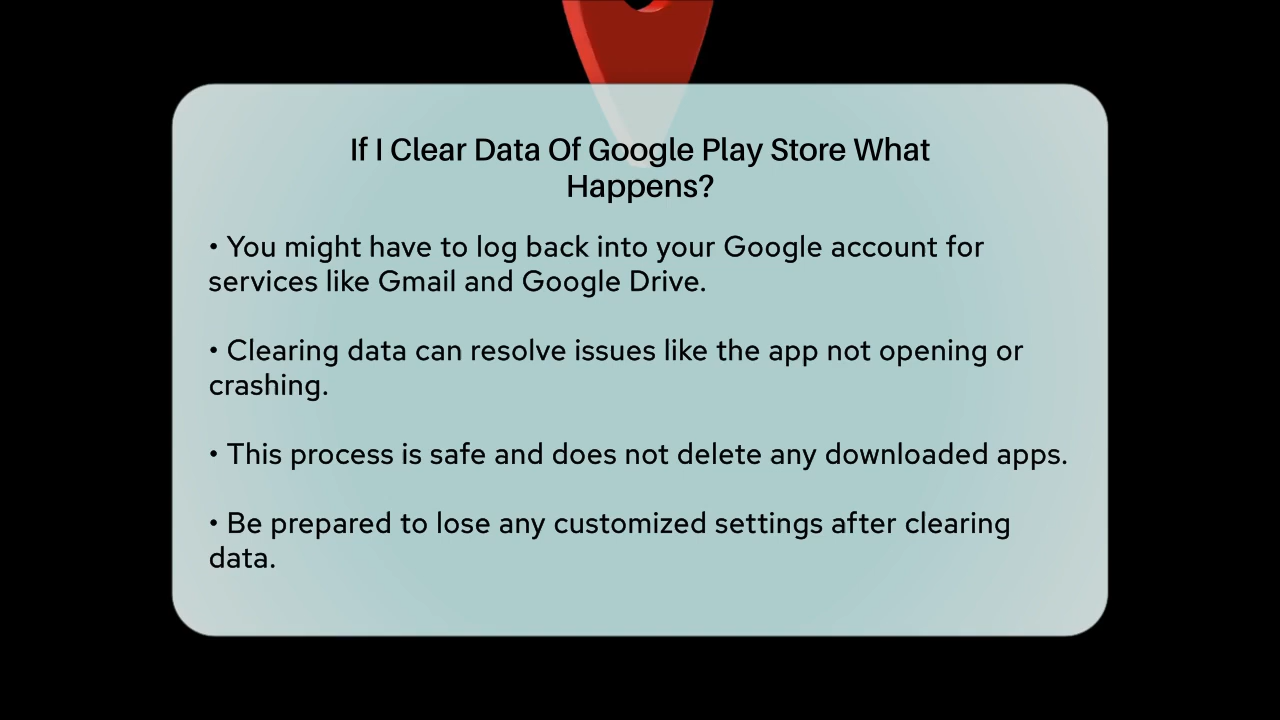 If I Clear Data Of Google Play Store What
Happens?
• You might have to log back into your Google account for
services like Gmail and Google Drive.
• Clearing data can resolve issues like the app not opening or
crashing.
• This process is safe and does not delete any downloaded apps.
• Be prepared to lose any customized settings after clearing
data.